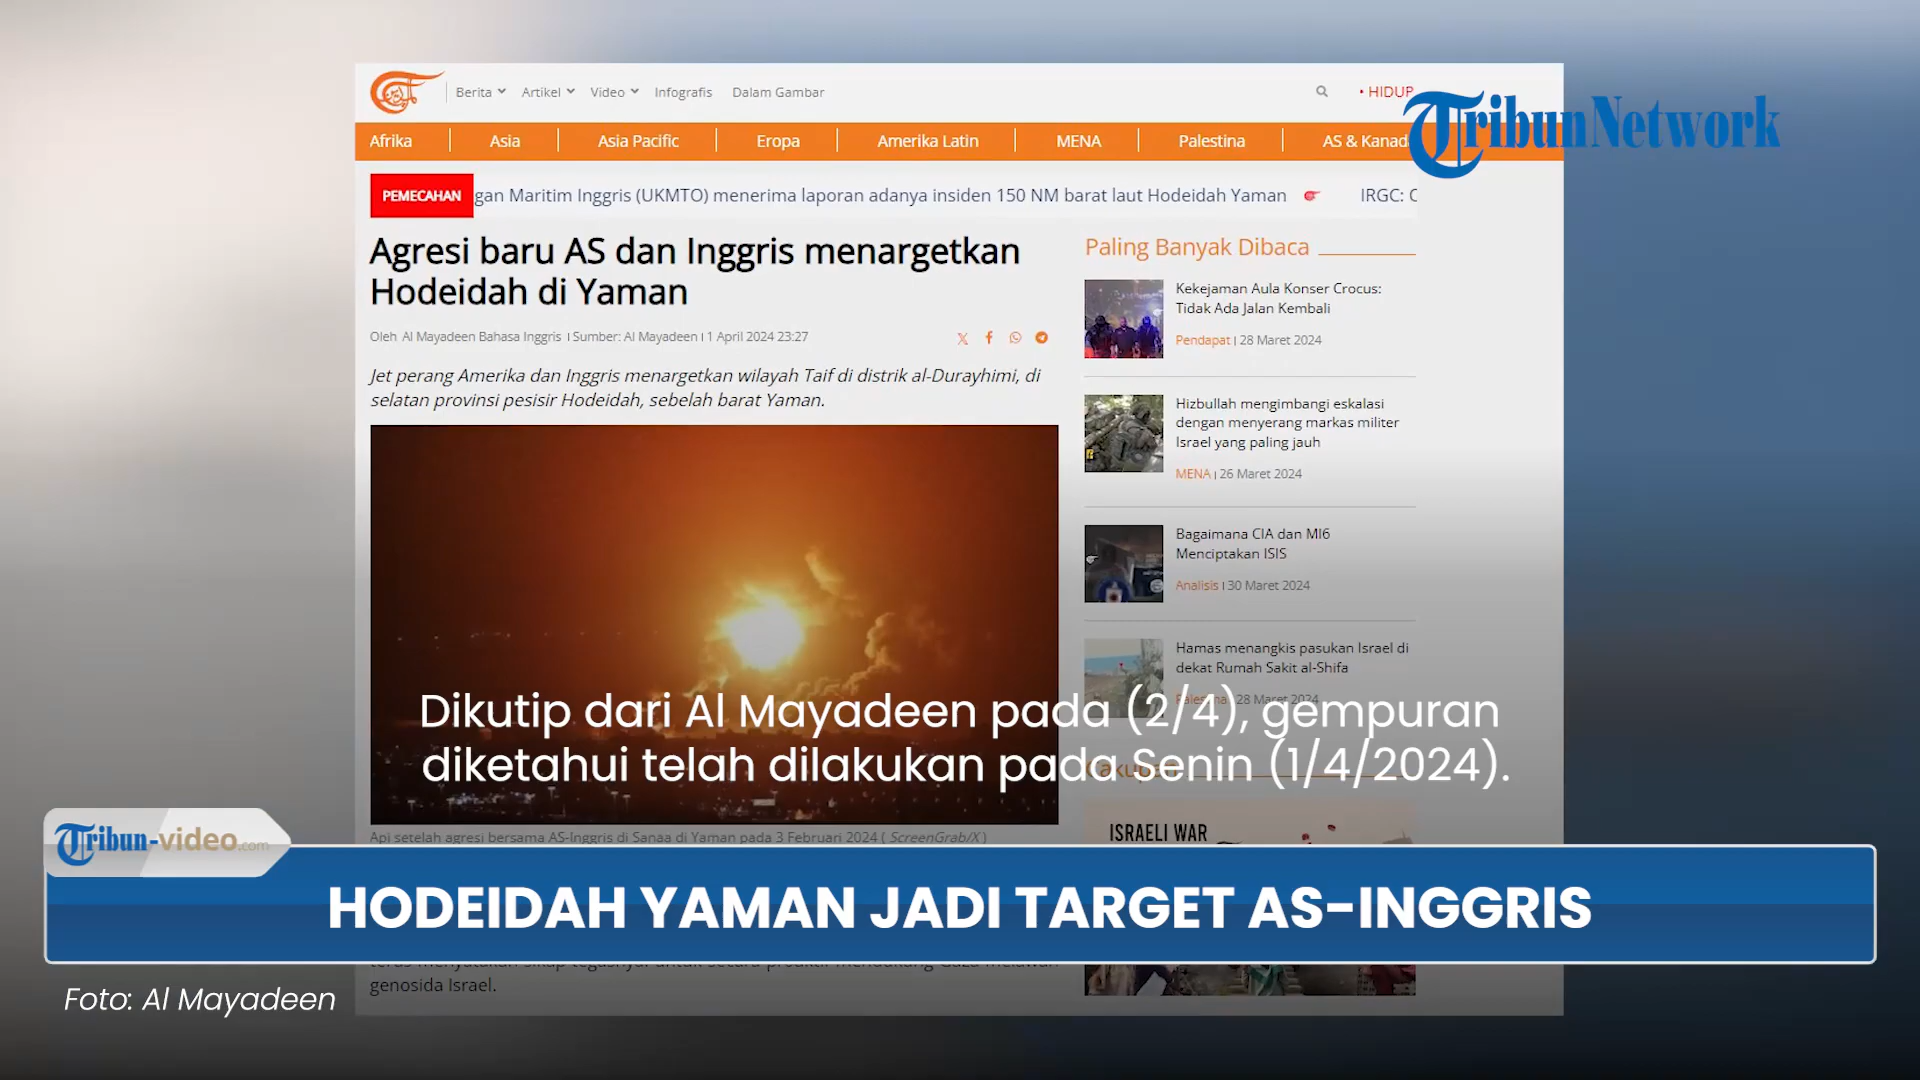 Berita
Artikel
Video
Infografis
Dalam Gambar
• HIDUP
Tribun Network
Afrika
Asia
Asia Pacific
Eropa
Amerika Latin
MENA
Palestina
AS & Kanada
PEMECAHAN
gan Maritim Inggris (UKMTO) menerima laporan adanya insiden 150 NM barat laut Hodeidah Yaman
IRGC: C
Agresi baru AS dan Inggris menargetkan
Hodeidah di Yaman
Oleh Al Mayadeen Bahasa Inggris | Sumber: Al Mayadeen | 1 April 2024 23:27
Jet perang Amerika dan Inggris menargetkan wilayah Taif di distrik al-Durayhimi, di
selatan provinsi pesisir Hodeidah, sebelah barat Yaman.
Paling Banyak Dibaca
Kekejaman Aula Konser Crocus:
Tidak Ada Jalan Kembali
Pendapat | 28 Maret 2024
Hizbullah mengimbangi eskalasi
dengan menyerang markas militer
Israel yang paling jauh
MENA | 26 Maret 2024
Bagaimana CIA dan MI6
Menciptakan ISIS
Analisis | 30 Maret 2024
Hamas menangkis pasukan Israel di
dekat Rumah Sakit al-Shifa
Palestina | 28 Maret 2024
Dikutip dari Al Mayadeen pada (2/4), gempuran
diketahui telah dilakukan pada Senin (1/4/2024).
Api setelah agresi bersama AS-Inggris di Sanaa di Yaman pada 3 Februari 2024 ( ScreenGrab/X )
ISRAELI WAR
Tribun-video.com
HODEIDAH YAMAN JADI TARGET AS-INGGRIS
genosida Israel.
Foto: Al Mayadeen